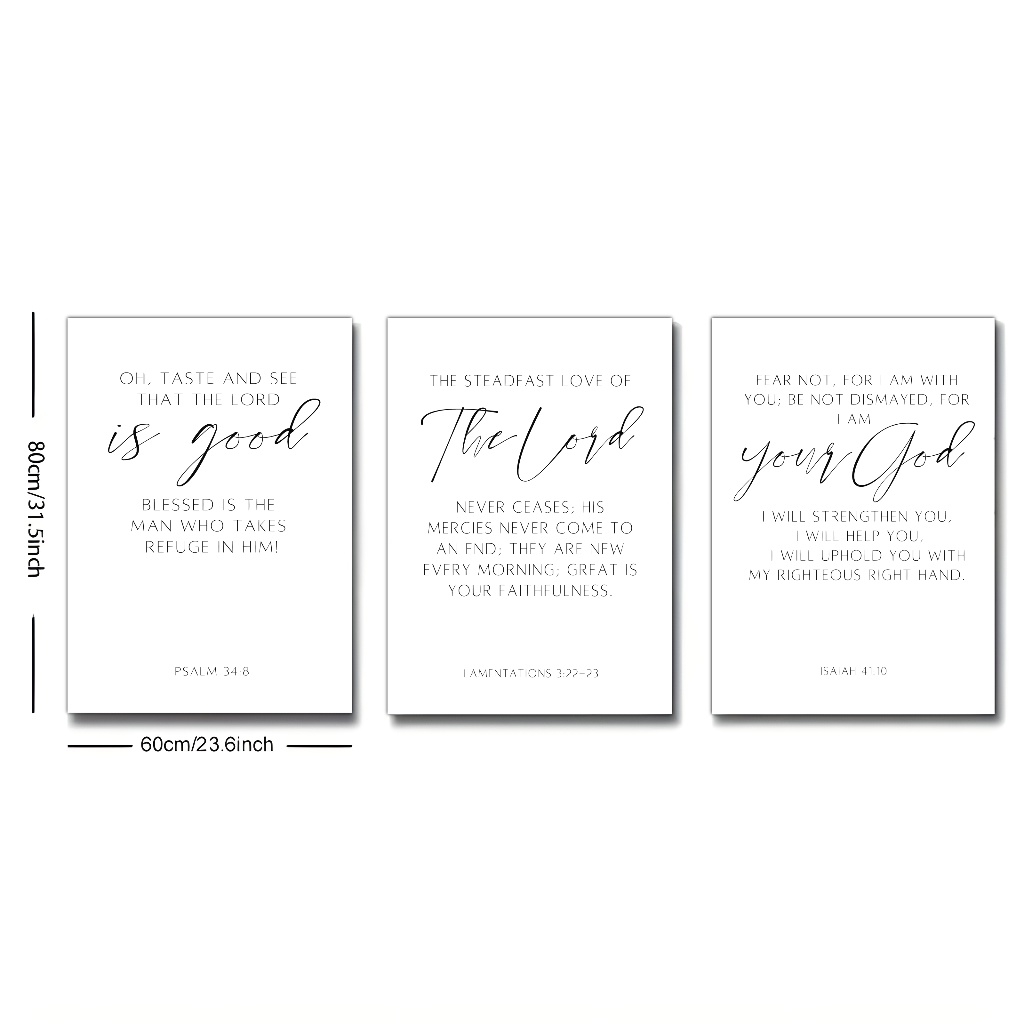 80cm/31.5inch
OH, TASTE AND SEE
THAT THE LORD
is good
BLESSED IS THE
MAN WHO TAKES
REFUGE IN HIM!
PSALM 34:8
60cm/23.6inch
THE STEADFAST LOVE OF
The Lord
NEVER CEASES; HIS
MERCIES NEVER COME TO
AN END; THEY ARE NEW
EVERY MORNING; GREAT IS
YOUR FAITHFULNESS.
LAMENTATIONS 3:22-23
FEAR NOT, FOR I AM WITH
YOU; BE NOT DISMAYED, FOR
I AM
your God
I WILL STRENGTHEN YOU,
I WILL HELP YOU,
I WILL UPHOLD YOU WITH
MY RIGHTEOUS RIGHT HAND.
ISAIAH 41:10